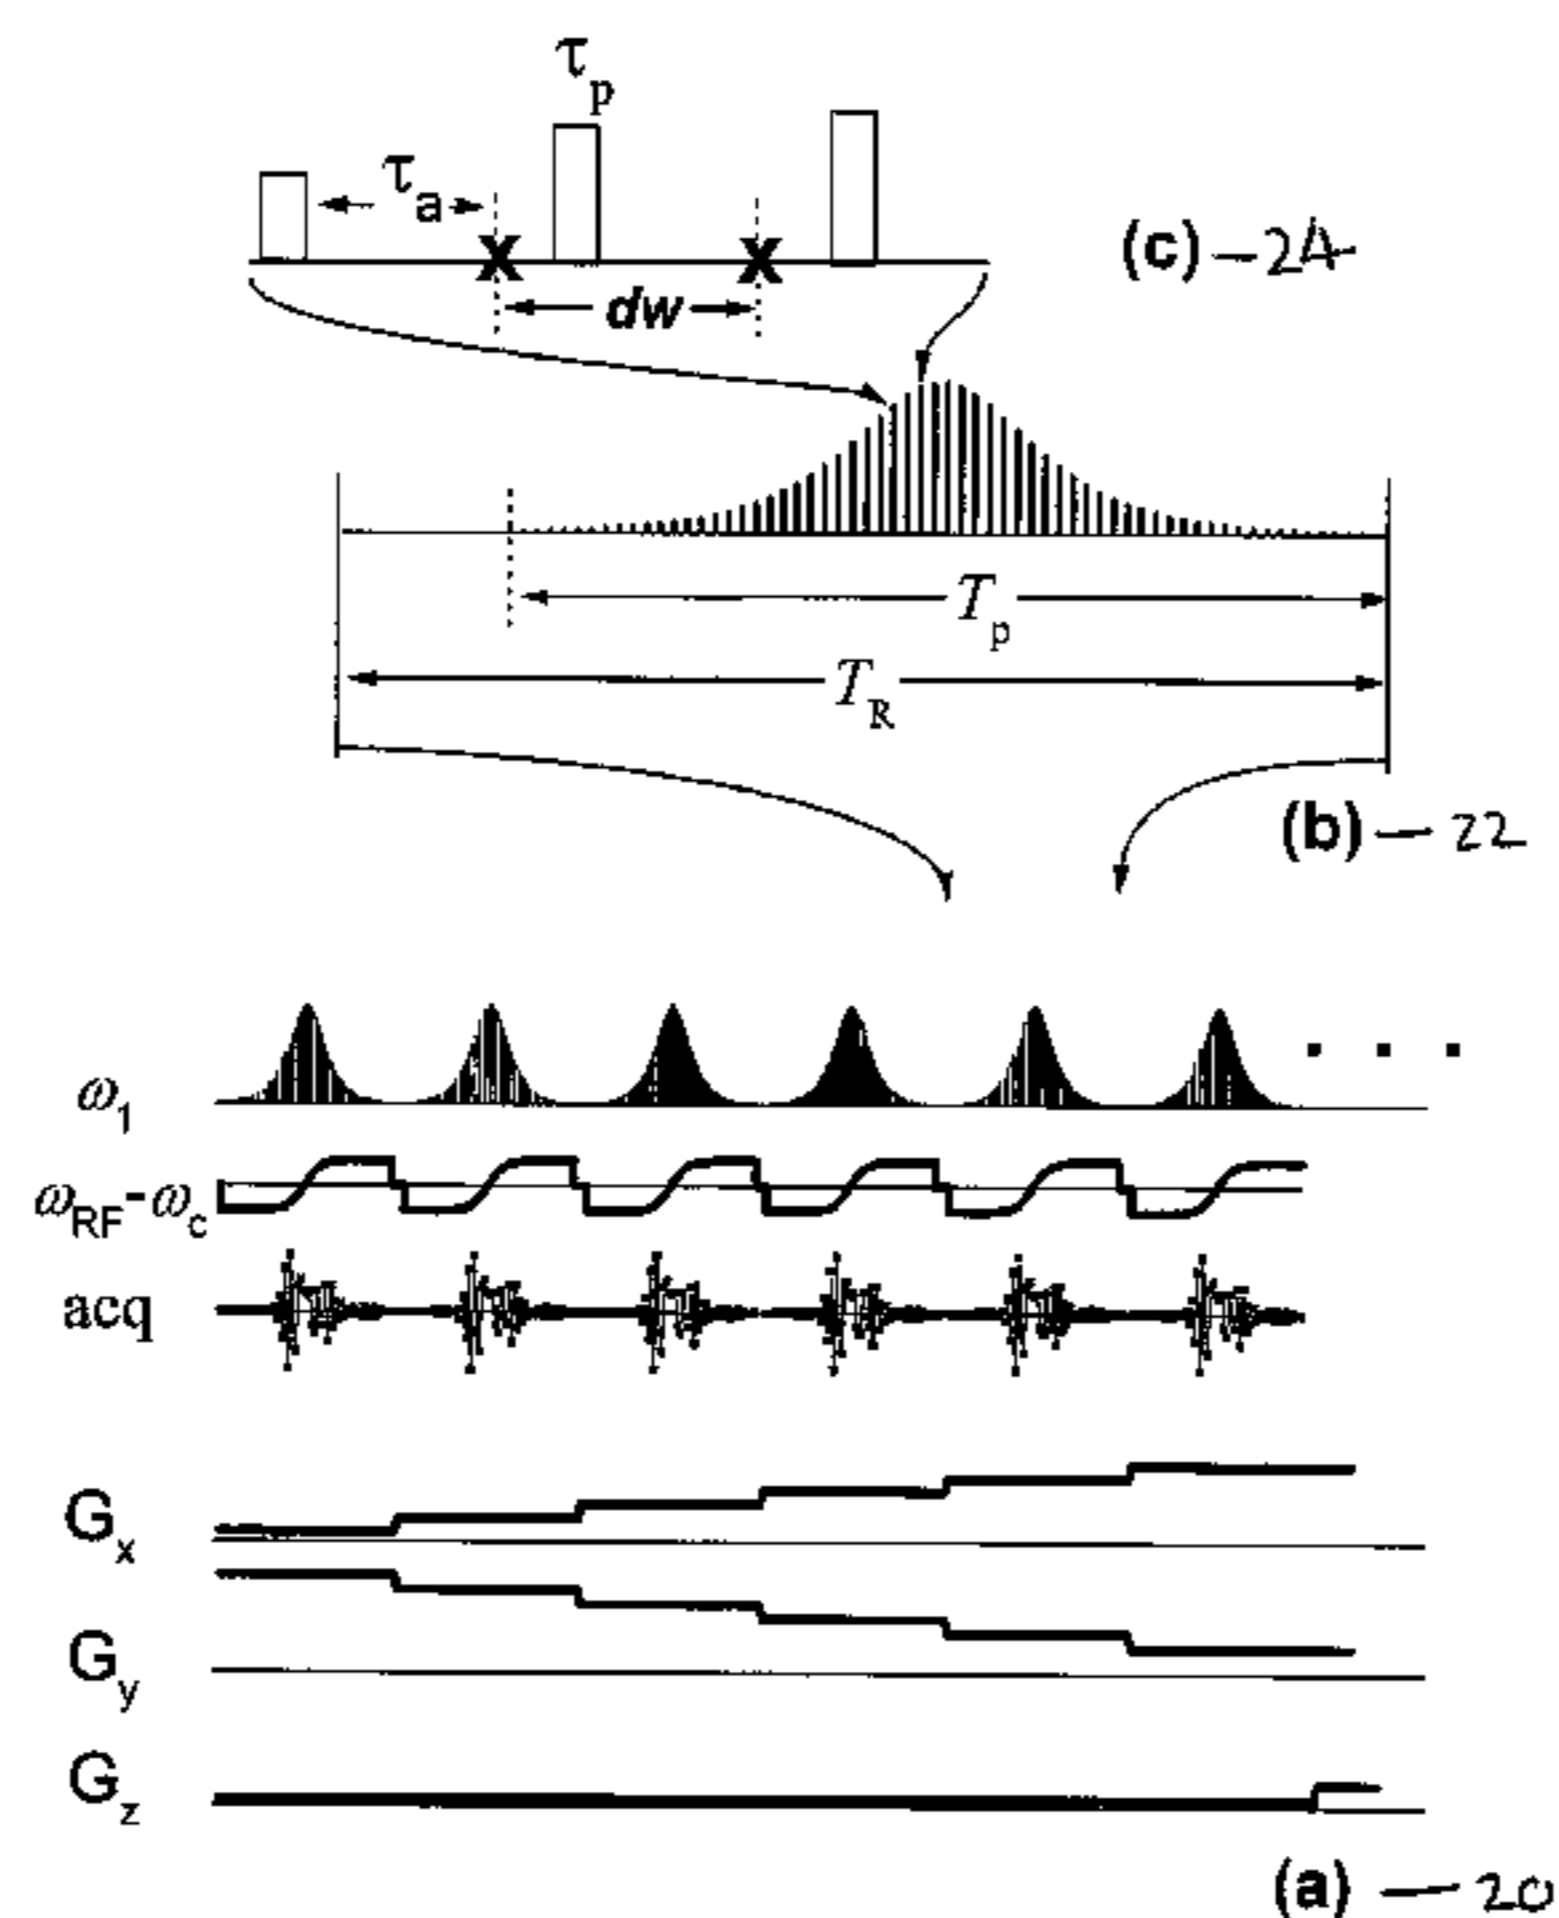 τp
τa
X X
dw
(c) - 24
Tp
TR
(b) - 22
ω1
ωRF-ωc
acq
Gx
Gy
Gz
(a) - 20